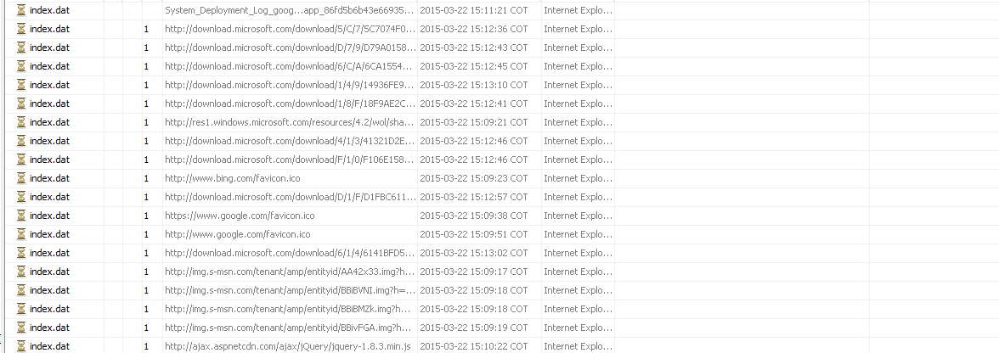 index.dat System_Deployment_Log_goog...app_86fd5b6b43e66935... 2015-03-22 15:11:21 COT Internet Explo...
index.dat 1 http://download.microsoft.com/download/5/C/7/5C7074F0... 2015-03-22 15:12:36 COT Internet Explo...
index.dat 1 http://download.microsoft.com/download/D/7/9/D79A0158... 2015-03-22 15:12:43 COT Internet Explo...
index.dat 1 http://download.microsoft.com/download/6/C/A/6CA1554... 2015-03-22 15:12:45 COT Internet Explo...
index.dat 1 http://download.microsoft.com/download/1/4/9/14936FE9... 2015-03-22 15:13:10 COT Internet Explo...
index.dat 1 http://download.microsoft.com/download/1/8/F/18F9AE2C... 2015-03-22 15:12:41 COT Internet Explo...
index.dat 1 http://res1.windows.microsoft.com/resources/4.2/wol/sha... 2015-03-22 15:09:21 COT Internet Explo...
index.dat 1 http://download.microsoft.com/download/4/1/3/41321D2E... 2015-03-22 15:12:46 COT Internet Explo...
index.dat 1 http://download.microsoft.com/download/F/1/0/F106E158... 2015-03-22 15:12:46 COT Internet Explo...
index.dat 1 http://www.bing.com/favicon.ico 2015-03-22 15:09:23 COT Internet Explo...
index.dat 1 http://download.microsoft.com/download/D/1/F/D1FBC611... 2015-03-22 15:12:57 COT Internet Explo...
index.dat 1 https://www.google.com/favicon.ico 2015-03-22 15:09:38 COT Internet Explo...
index.dat 1 http://www.google.com/favicon.ico 2015-03-22 15:09:51 COT Internet Explo...
index.dat 1 http://download.microsoft.com/download/6/1/4/6141BFD5... 2015-03-22 15:13:02 COT Internet Explo...
index.dat 1 http://img.s-msn.com/tenant/amp/entityid/AA42x33.img?h... 2015-03-22 15:09:17 COT Internet Explo...
index.dat 1 http://img.s-msn.com/tenant/amp/entityid/BBiBVNI.img?h=... 2015-03-22 15:09:18 COT Internet Explo...
index.dat 1 http://img.s-msn.com/tenant/amp/entityid/BBiBMZk.img?h... 2015-03-22 15:09:18 COT Internet Explo...
index.dat 1 http://img.s-msn.com/tenant/amp/entityid/BBivFGA.img?h... 2015-03-22 15:09:19 COT Internet Explo...
index.dat 1 http://ajax.aspnetcdn.com/ajax/jQuery/jquery-1.8.3.min.js 2015-03-22 15:10:22 COT Internet Explo...